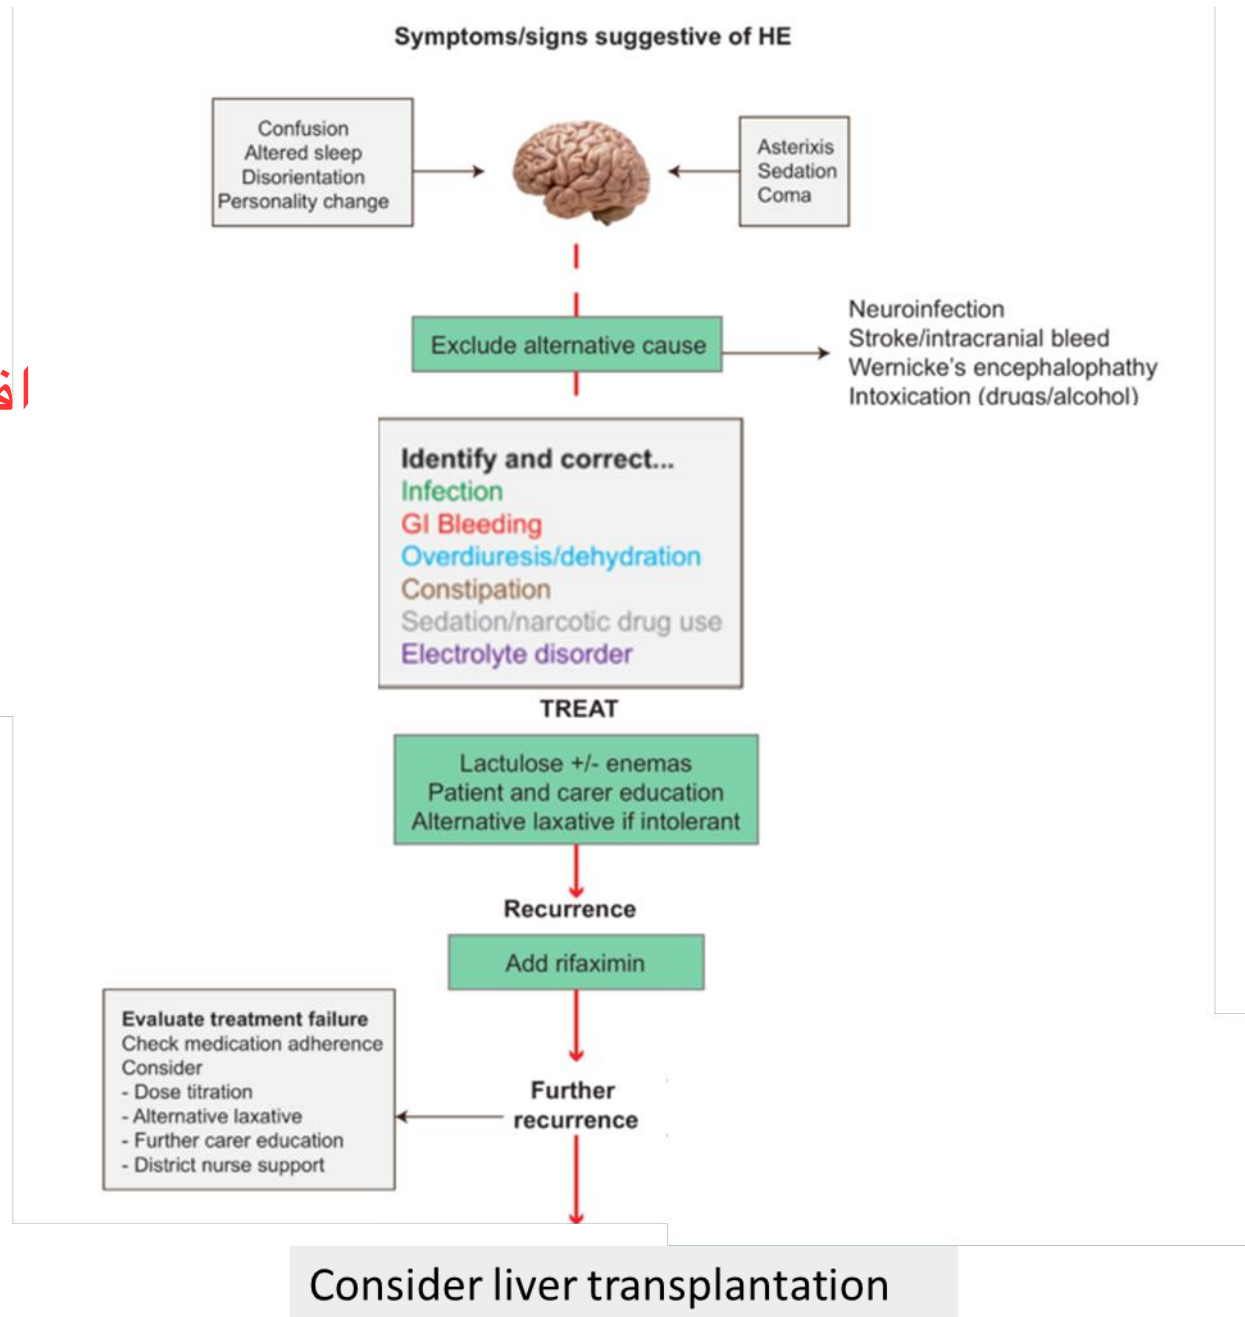 Symptoms/signs suggestive of HE
Confusion
Altered sleep
Disorientation
Personality change
Asterixis
Sedation
Coma
Exclude alternative cause
Neuroinfection
Stroke/intracranial bleed
Wernicke's encephalopathy
Intoxication (drugs/alcohol)
Identify and correct...
Infection
GI Bleeding
Overdiuresis/dehydration
Constipation
Sedation/narcotic drug use
Electrolyte disorder
TREAT
Lactulose +/- enemas
Patient and carer education
Alternative laxative if intolerant
Recurrence
Add rifaximin
Evaluate treatment failure
Check medication adherence
Consider
- Dose titration
- Alternative laxative
- Further carer education
- District nurse support
Further
recurrence
Consider liver transplantation